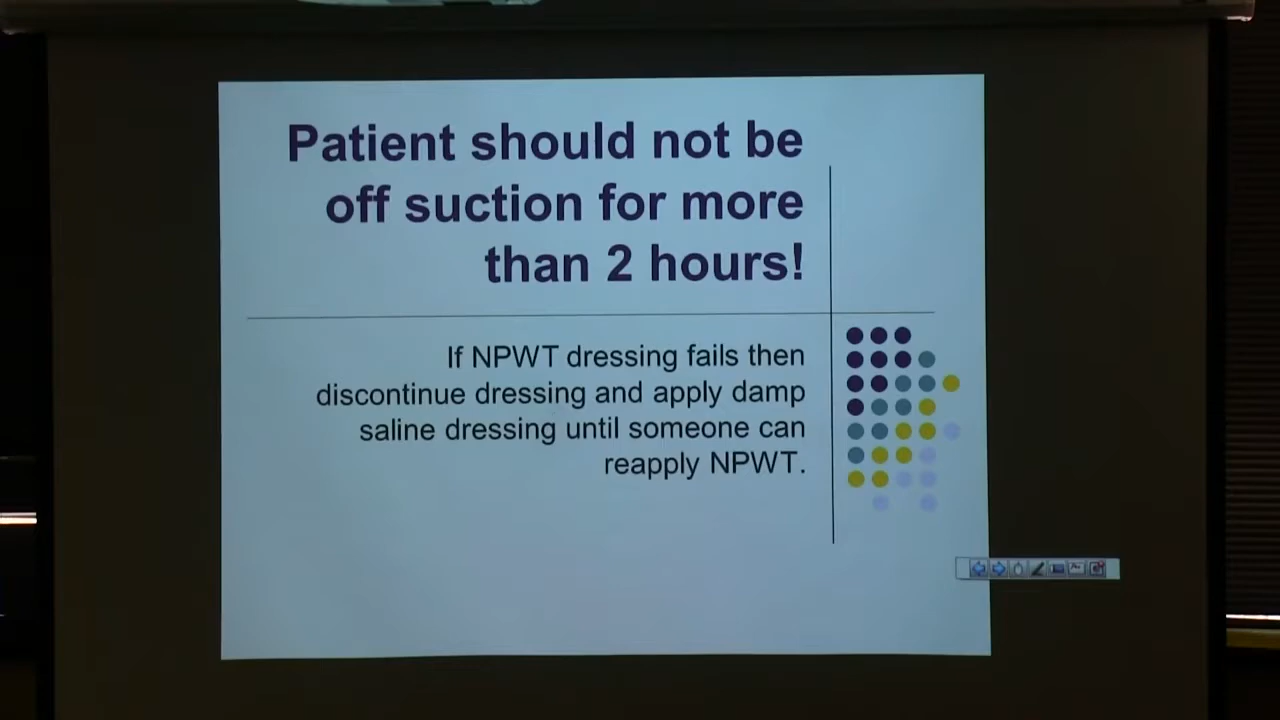 Patient should not be
off suction for more
than 2 hours!
If NPWT dressing fails then
discontinue dressing and apply damp
saline dressing until someone can
reapply NPWT.